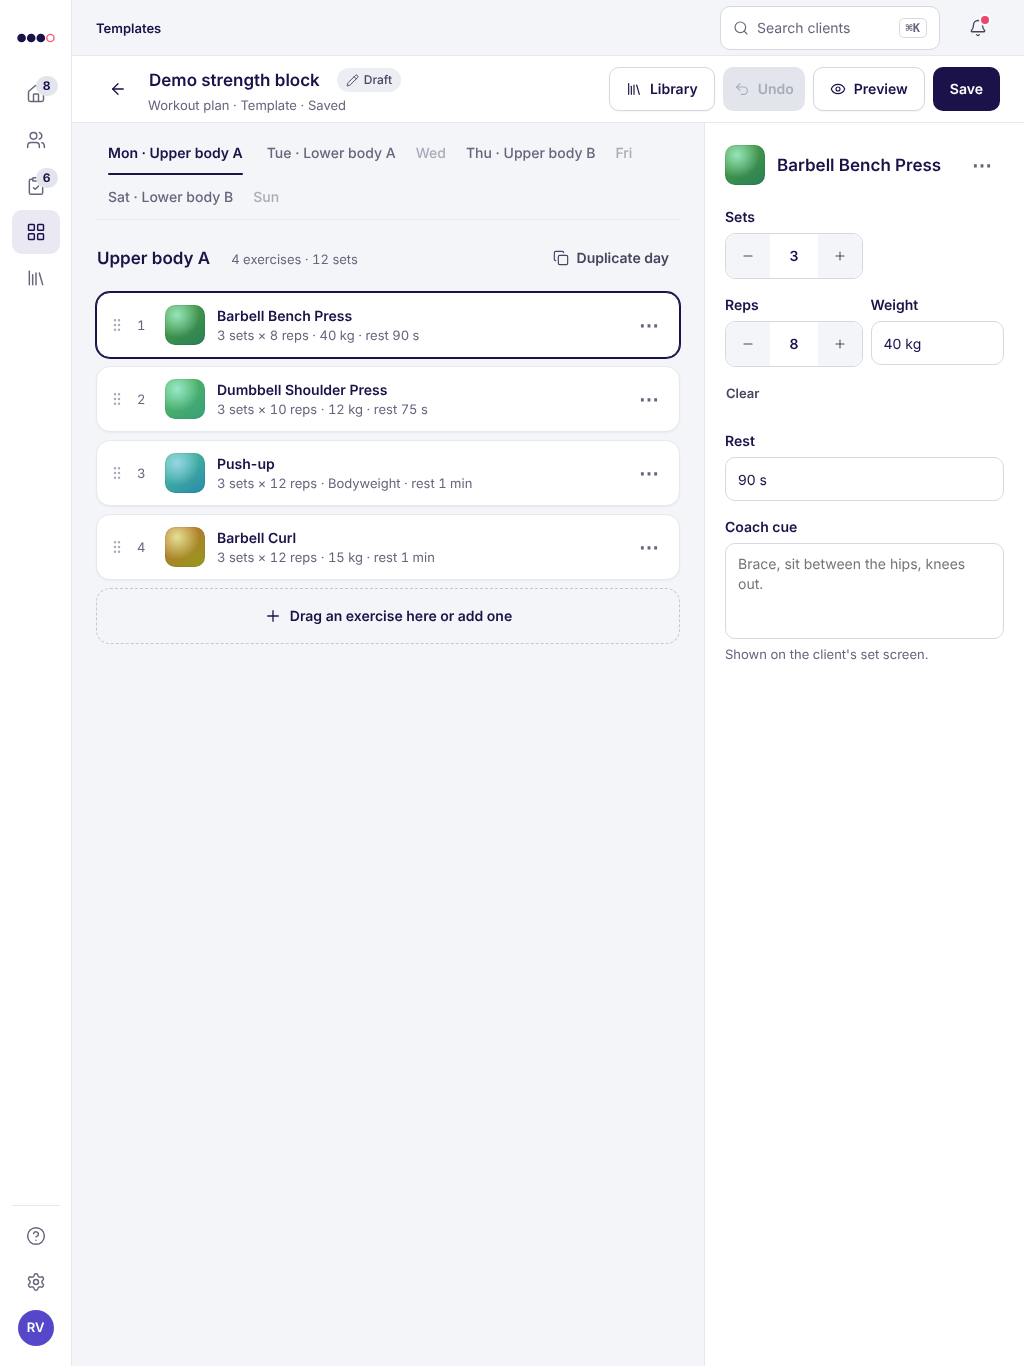 Templates
Search clients
⌘K
8
6
Demo strength block
Draft
Workout plan · Template · Saved
Library
Undo
Preview
Save
Mon · Upper body A
Tue · Lower body A
Wed
Thu · Upper body B
Fri
Sat · Lower body B
Sun
Upper body A
4 exercises · 12 sets
Duplicate day
1
Barbell Bench Press
3 sets × 8 reps · 40 kg · rest 90 s
2
Dumbbell Shoulder Press
3 sets × 10 reps · 12 kg · rest 75 s
3
Push-up
3 sets × 12 reps · Bodyweight · rest 1 min
4
Barbell Curl
3 sets × 12 reps · 15 kg · rest 1 min
Drag an exercise here or add one
Barbell Bench Press
Sets
3
Reps
Weight
8
40 kg
Clear
Rest
90 s
Coach cue
Brace, sit between the hips, knees
out.
Shown on the client's set screen.
RV